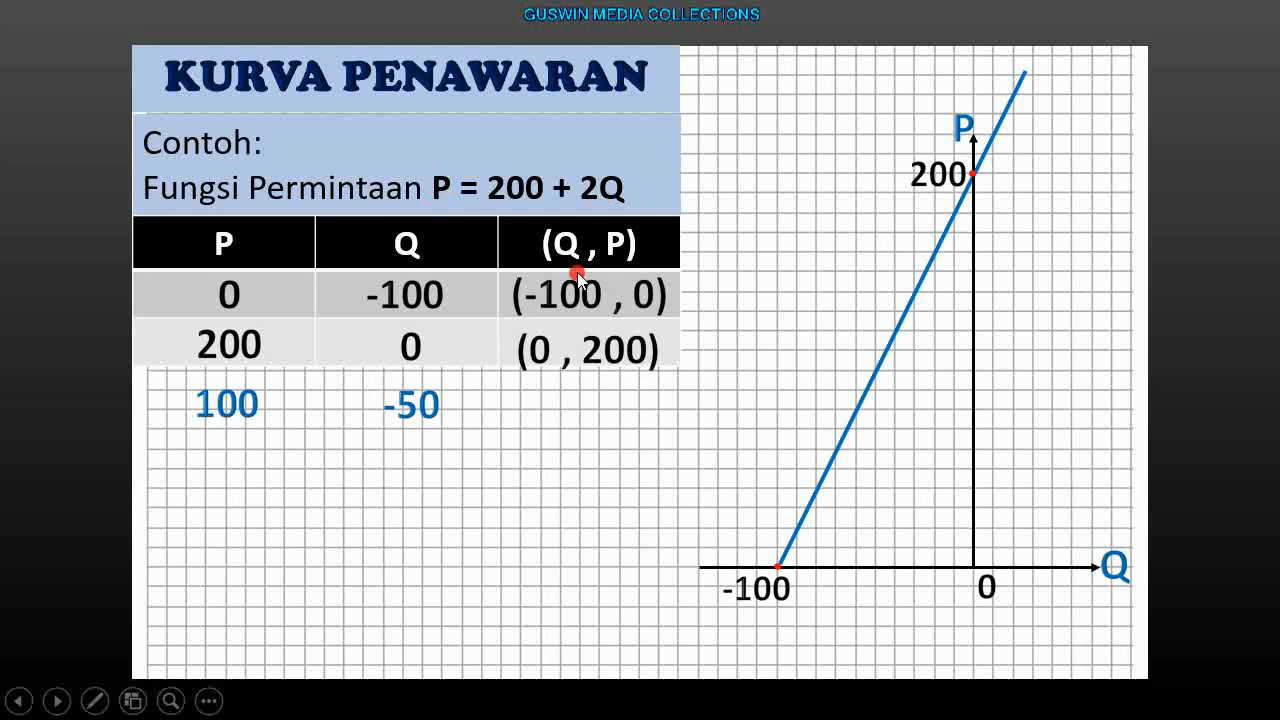 GUSWIN MEDIA COLLECTIONS
KURVA PENAWARAN
Contoh:
Fungsi Permintaan P = 200 + 2Q
P Q (Q , P)
0 -100 (-100 , 0)
200 0 (0 , 200)
100 -50
P
200
Q
-100 0